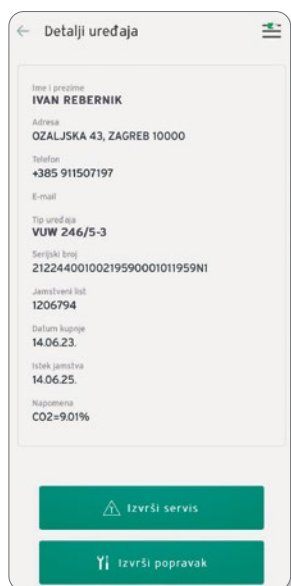 Detalji uređaja
Ime i prezime
IVAN REBERNIK
Adresa
OZALJSKA 43, ZAGREB 10000
Telefon
+385 911507197
E-mail
Tip uređaja
VUW 246/5-3
Serijski broj
21224400100219590001011959N1
Jamstveni list
1206794
Datum kupnje
14.06.23.
Istek jamstva
14.06.25.
Napomena
CO2=9.01%
Izvrši servis
Izvrši popravak